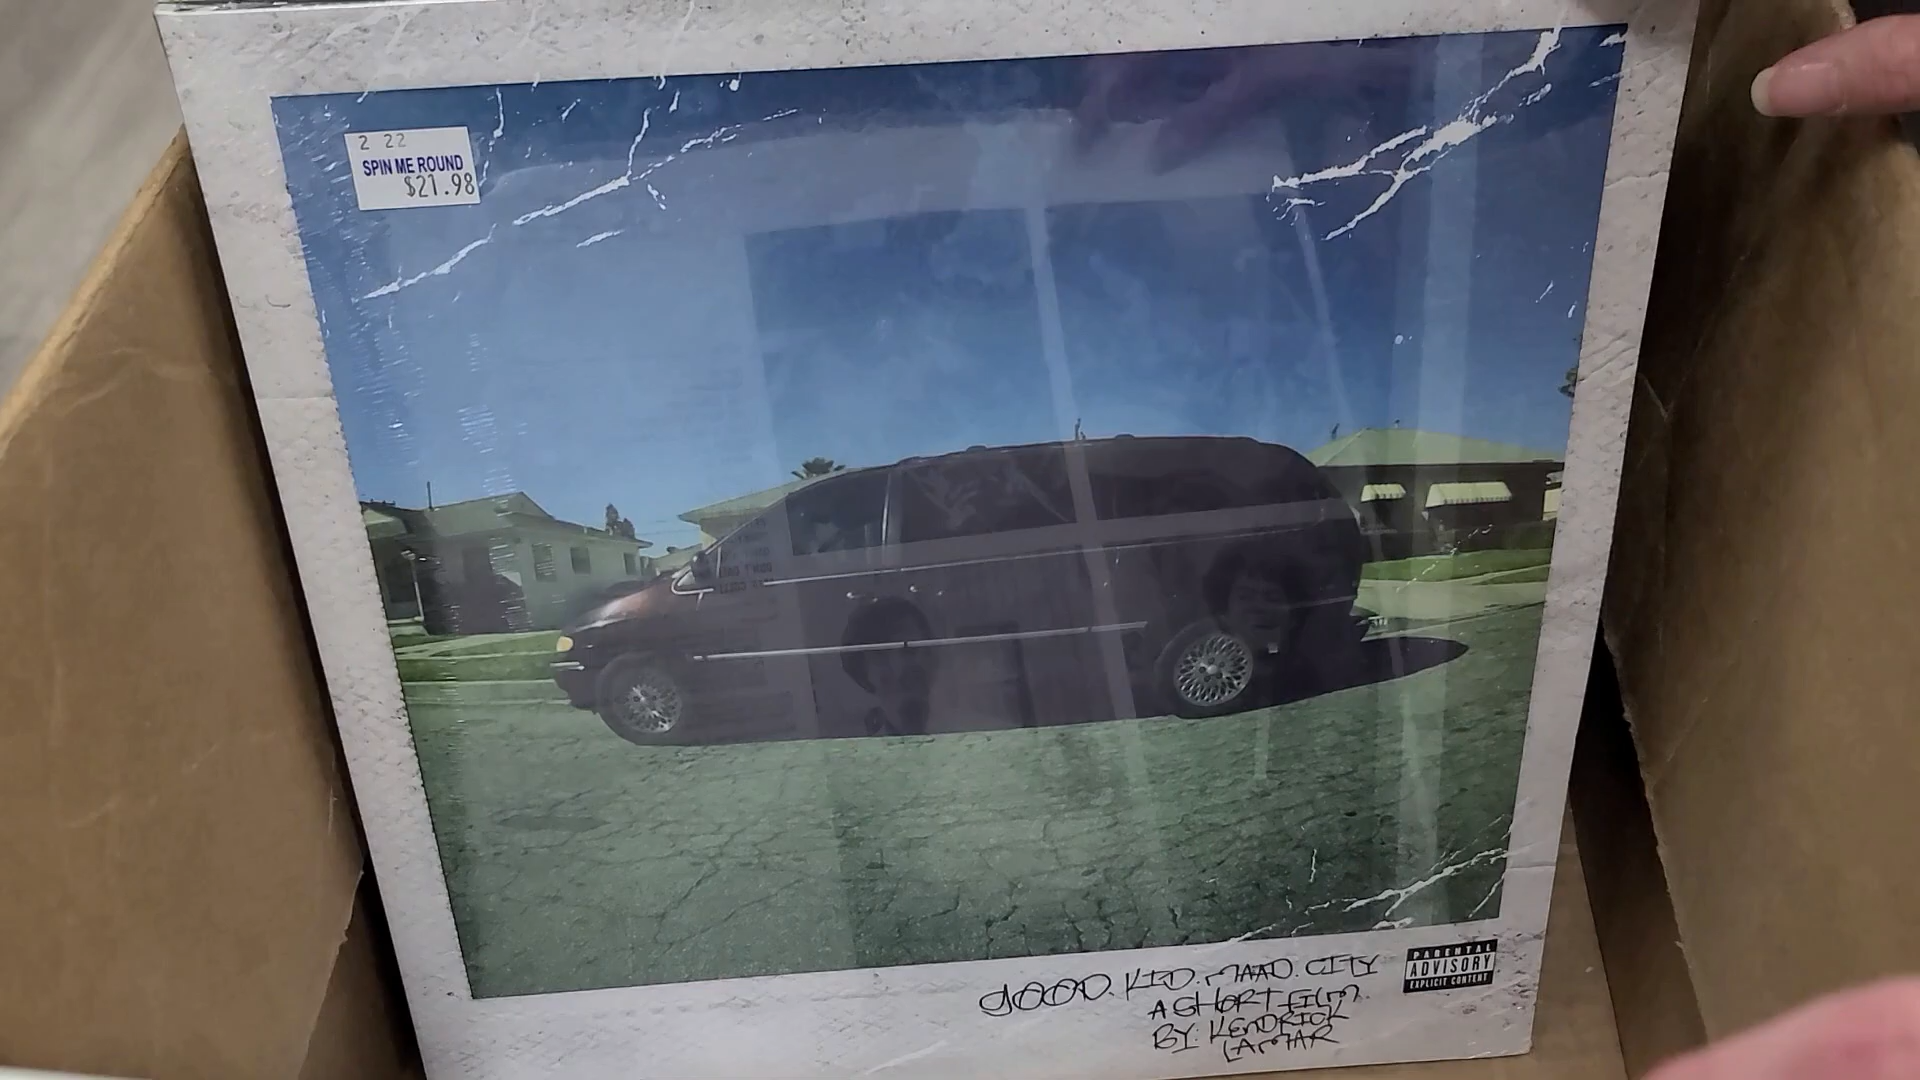 2 22
SPIN ME ROUND
$21.98
good. KID. MAAD. CITY
A SHORT FILM.
BY: KENDRICK
LAMAR
PARENTAL
ADVISORY
EXPLICIT CONTENT